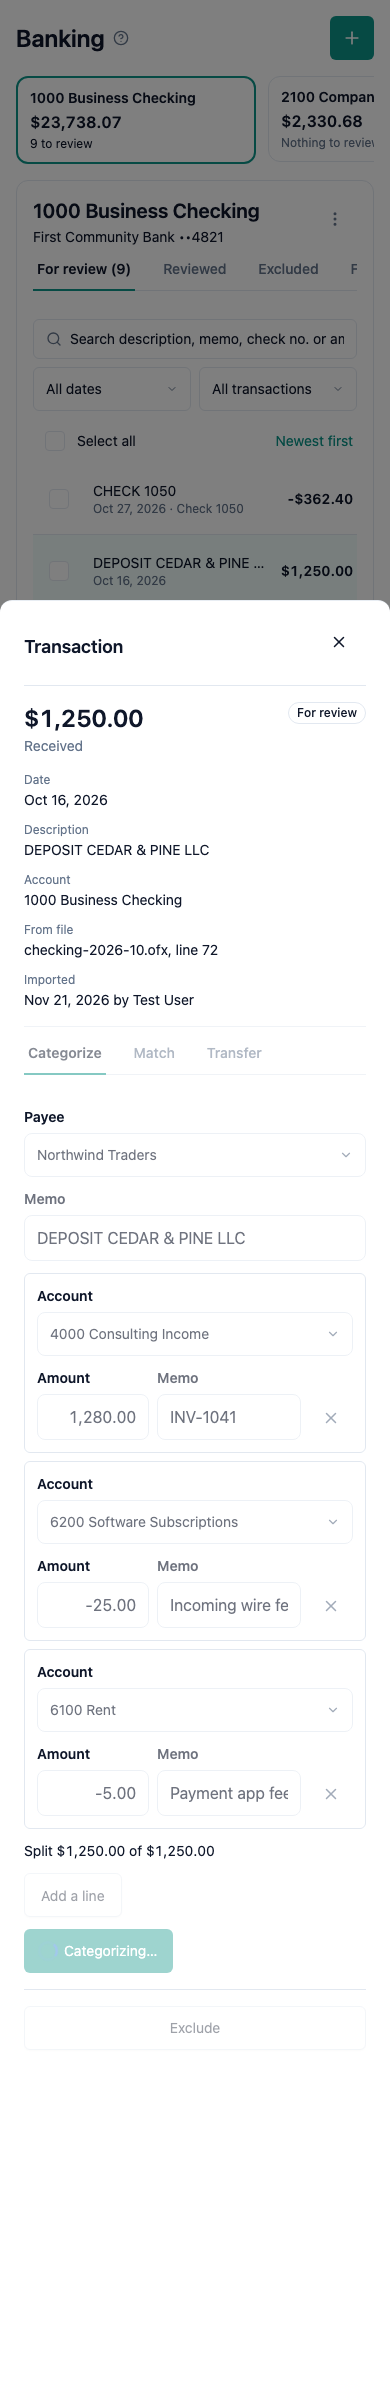 Banking
1000 Business Checking
$23,738.07
9 to review
2100 Compan
$2,330.68
Nothing to review
1000 Business Checking
First Community Bank ••4821
For review (9)
Reviewed
Excluded
F
Search description, memo, check no. or am
All dates
All transactions
Select all
Newest first
CHECK 1050
Oct 27, 2026 · Check 1050
-$362.40
DEPOSIT CEDAR & PINE ...
Oct 16, 2026
$1,250.00
Transaction
$1,250.00
For review
Received
Date
Oct 16, 2026
Description
DEPOSIT CEDAR & PINE LLC
Account
1000 Business Checking
From file
checking-2026-10.ofx, line 72
Imported
Nov 21, 2026 by Test User
Categorize
Match
Transfer
Payee
Northwind Traders
Memo
DEPOSIT CEDAR & PINE LLC
Account
4000 Consulting Income
Amount
Memo
1,280.00
INV-1041
Account
6200 Software Subscriptions
Amount
Memo
-25.00
Incoming wire fe
Account
6100 Rent
Amount
Memo
-5.00
Payment app fee
Split $1,250.00 of $1,250.00
Add a line
Categorizing...
Exclude